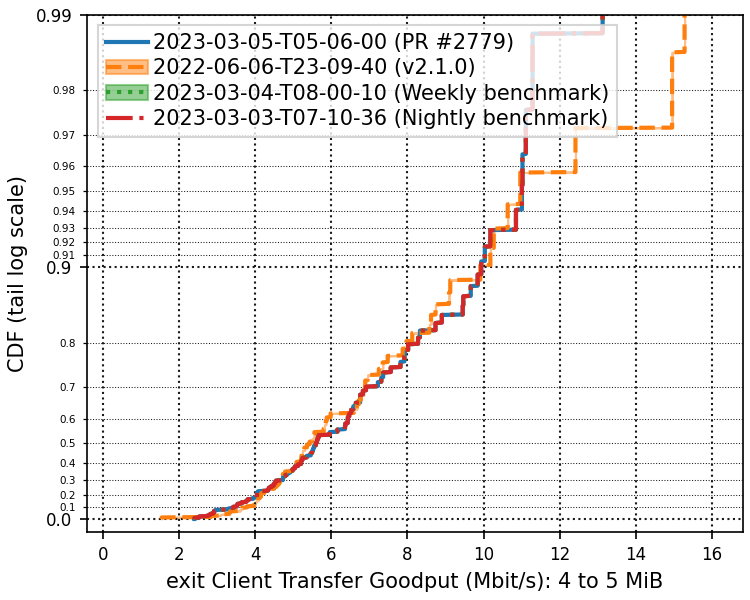 0.99
0.98
0.97
0.96
0.95
0.94
0.93
0.92
0.91
0.9
0.8
0.7
0.6
0.5
0.4
0.3
0.2
0.1
0.0
CDF (tail log scale)
2023-03-05-T05-06-00 (PR #2779)
2022-06-06-T23-09-40 (v2.1.0)
2023-03-04-T08-00-10 (Weekly benchmark)
2023-03-03-T07-10-36 (Nightly benchmark)
0 2 4 6 8 10 12 14 16
exit Client Transfer Goodput (Mbit/s): 4 to 5 MiB